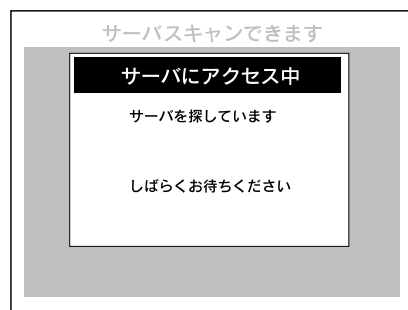 サーバスキャンできます
サーバにアクセス中
サーバを探しています
しばらくお待ちください